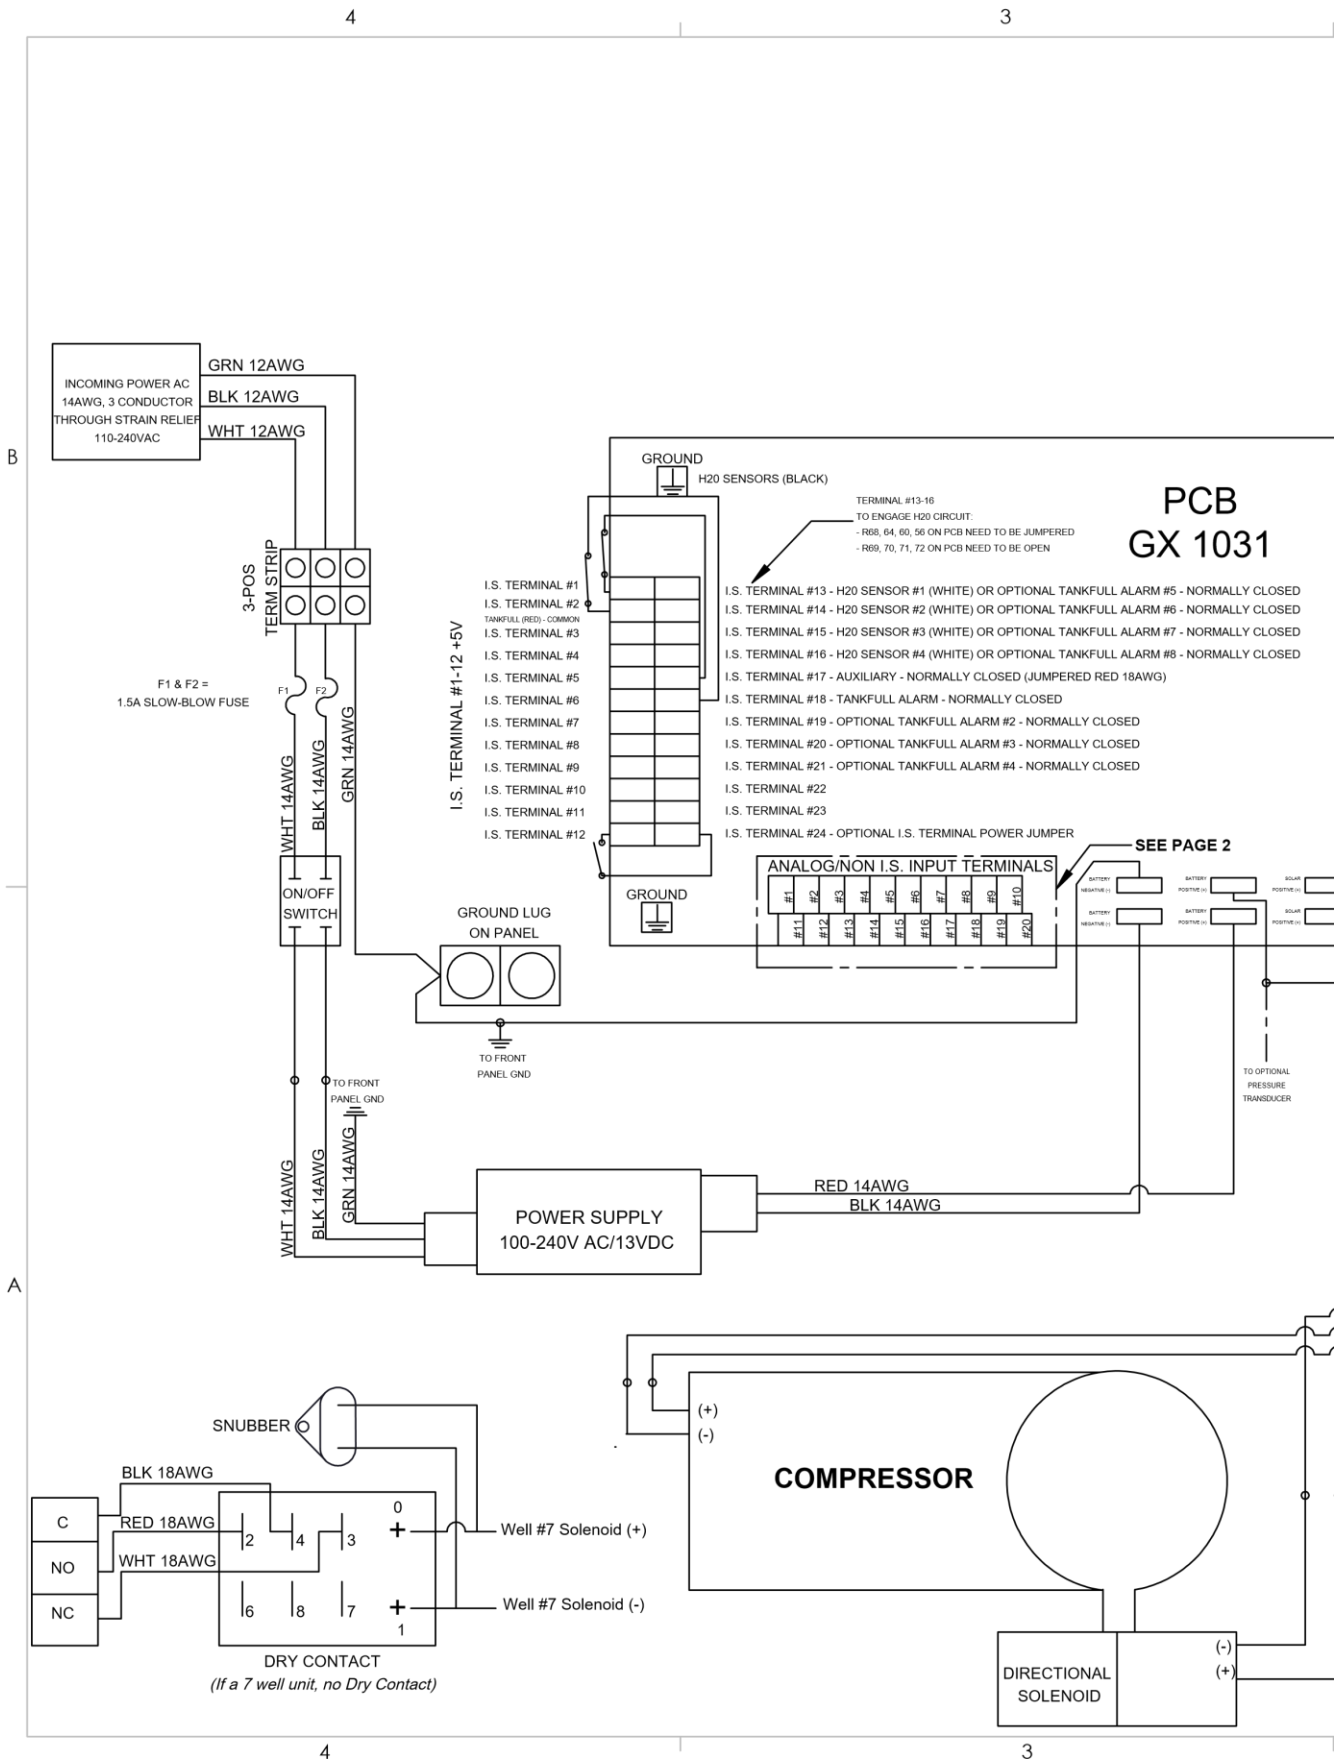 4
3
GRN 12AWG
INCOMING POWER AC
14AWG, 3 CONDUCTOR
THROUGH STRAIN RELIEF
110-240VAC
BLK 12AWG
WHT 12AWG
B
GROUND
H20 SENSORS (BLACK)
TERMINAL #13-16
TO ENGAGE H20 CIRCUIT:
- R68, 64, 60, 56 ON PCB NEED TO BE JUMPERED
- R69, 70, 71, 72 ON PCB NEED TO BE OPEN
PCB
GX 1031
3-POS
TERM STRIP
I.S. TERMINAL #1-12 +5V
I.S. TERMINAL #1
I.S. TERMINAL #2
TANKFULL (RED) - COMMON
I.S. TERMINAL #3
I.S. TERMINAL #4
I.S. TERMINAL #5
I.S. TERMINAL #6
I.S. TERMINAL #7
I.S. TERMINAL #8
I.S. TERMINAL #9
I.S. TERMINAL #10
I.S. TERMINAL #11
I.S. TERMINAL #12
I.S. TERMINAL #13 - H20 SENSOR #1 (WHITE) OR OPTIONAL TANKFULL ALARM #5 - NORMALLY CLOSED
I.S. TERMINAL #14 - H20 SENSOR #2 (WHITE) OR OPTIONAL TANKFULL ALARM #6 - NORMALLY CLOSED
I.S. TERMINAL #15 - H20 SENSOR #3 (WHITE) OR OPTIONAL TANKFULL ALARM #7 - NORMALLY CLOSED
I.S. TERMINAL #16 - H20 SENSOR #4 (WHITE) OR OPTIONAL TANKFULL ALARM #8 - NORMALLY CLOSED
I.S. TERMINAL #17 - AUXILIARY - NORMALLY CLOSED (JUMPERED RED 18AWG)
I.S. TERMINAL #18 - TANKFULL ALARM - NORMALLY CLOSED
I.S. TERMINAL #19 - OPTIONAL TANKFULL ALARM #2 - NORMALLY CLOSED
I.S. TERMINAL #20 - OPTIONAL TANKFULL ALARM #3 - NORMALLY CLOSED
I.S. TERMINAL #21 - OPTIONAL TANKFULL ALARM #4 - NORMALLY CLOSED
I.S. TERMINAL #22
I.S. TERMINAL #23
I.S. TERMINAL #24 - OPTIONAL I.S. TERMINAL POWER JUMPER
F1 & F2 =
1.5A SLOW-BLOW FUSE
F1
F2
WHT 14AWG
BLK 14AWG
GRN 14AWG
SEE PAGE 2
ANALOG/NON I.S. INPUT TERMINALS
#1 #2 #3 #4 #5 #6 #7 #8 #9 #10
#11 #12 #13 #14 #15 #16 #17 #18 #19 #20
BATTERY
NEGATIVE (-)
BATTERY
POSITIVE (+)
SOLAR
POSITIVE (+)
BATTERY
NEGATIVE (-)
BATTERY
POSITIVE (+)
SOLAR
POSITIVE (+)
ON/OFF
SWITCH
GROUND LUG
ON PANEL
GROUND
TO FRONT
PANEL GND
TO OPTIONAL
PRESSURE
TRANSDUCER
TO FRONT
PANEL GND
WHT 14AWG
BLK 14AWG
GRN 14AWG
POWER SUPPLY
100-240V AC/13VDC
RED 14AWG
BLK 14AWG
A
SNUBBER
(+)
(-)
COMPRESSOR
BLK 18AWG
RED 18AWG
WHT 18AWG
C
NO
NC
2 4 3
0
+
6 8 7
+
1
Well #7 Solenoid (+)
Well #7 Solenoid (-)
DRY CONTACT
(If a 7 well unit, no Dry Contact)
DIRECTIONAL
SOLENOID
(-)
(+)
4
3